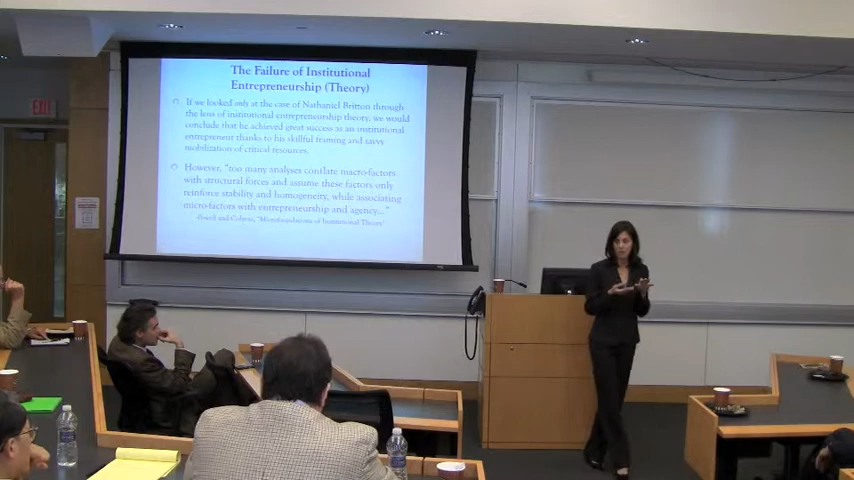 The Failure of Institutional
Entrepreneurship (Theory)
If we looked only at the case of Nathaniel Britton through
the lens of institutional entrepreneurship theory, we would
conclude that he achieved great success as an institutional
entrepreneur thanks to his skillful framing and savvy
mobilization of critical resources.
However, "too many analyses conflate macro-factors
with structural forces and assume these factors only
reinforce stability and homogeneity, while associating
micro-factors with entrepreneurship and agency..."
-Powell and Colyvas, "Microfoundations of Institutional Theory"
EXIT